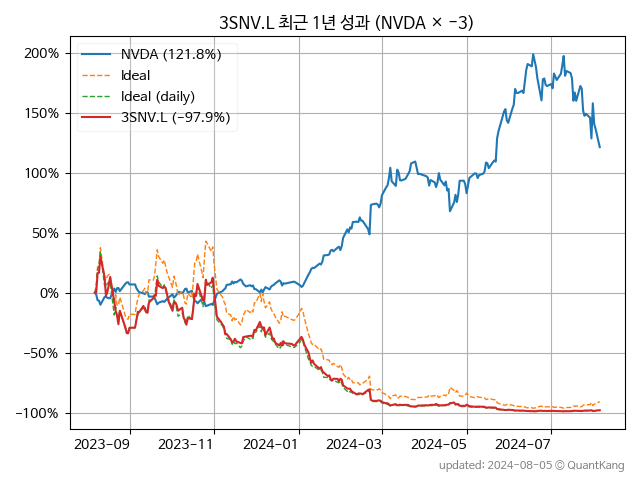 3SNV.L 최근 1년 성과 (NVDA × −3)
NVDA (121.8%)
Ideal
Ideal (daily)
3SNV.L (−97.9%)
200%
150%
100%
50%
0%
−50%
−100%
2023-09
2023-11
2024-01
2024-03
2024-05
2024-07
updated: 2024-08-05 ⓒ QuantKang